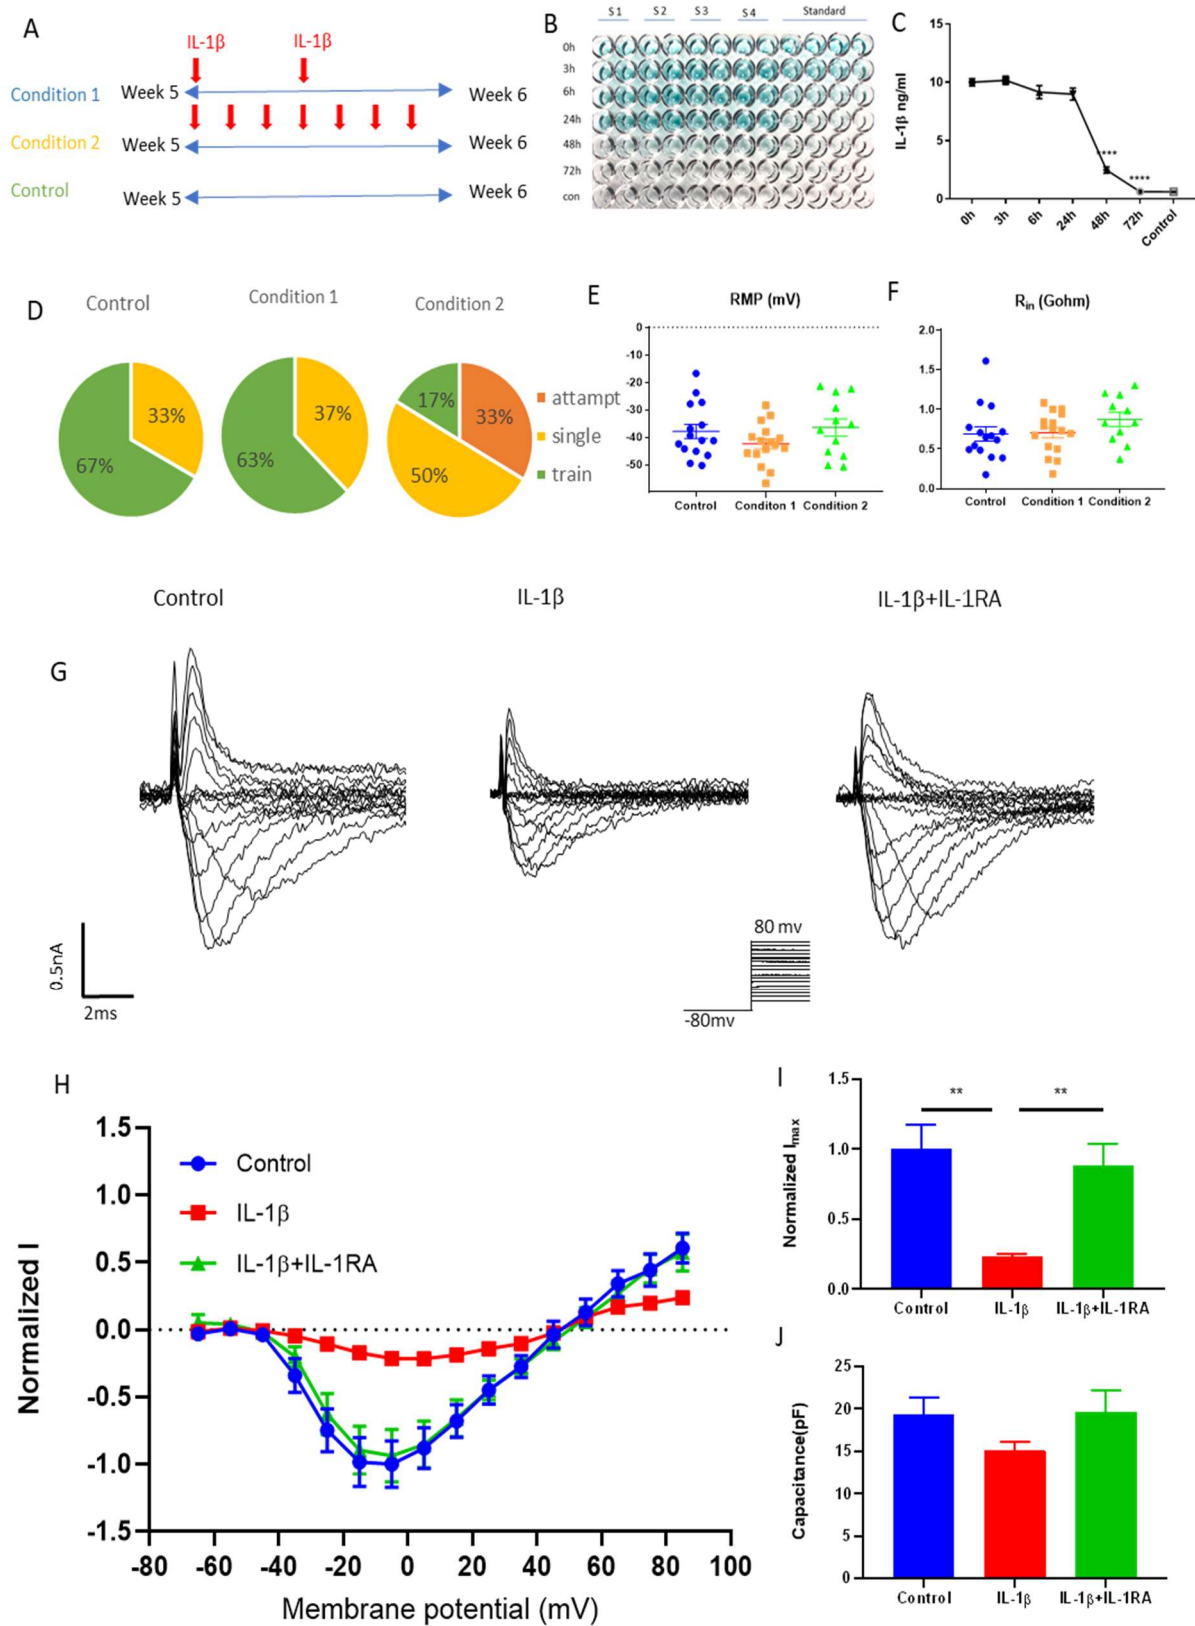 A
IL-1β
IL-1β
Condition 1
Week 5
Week 6
Condition 2
Week 5
Week 6
Control
Week 5
Week 6
B
S 1
S 2
S 3
S 4
Standard
0h
3h
6h
24h
48h
72h
con
C
IL-1β ng/ml
15
10
5
0
****
****
0h
3h
6h
24h
48h
72h
Control
D
Control
Condition 1
Condition 2
33%
67%
37%
63%
17%
33%
50%
attampt
single
train
E
RMP (mV)
0
-10
-20
-30
-40
-50
Control
Conditon 1
Condition 2
F
Rin (Gohm)
2.0
1.5
1.0
0.5
0.0
Control
Condition 1
Condition 2
Control
IL-1β
IL-1β+IL-1RA
G
0.5nA
2ms
80 mv
-80mv
H
Normalized I
1.5
1.0
0.5
0.0
-0.5
-1.0
-1.5
Control
IL-1β
IL-1β+IL-1RA
-80
-60
-40
-20
0
20
40
60
80
100
Membrane potential (mV)
I
Normalized Imax
1.5
1.0
0.5
0.0
**
**
Control
IL-1β
IL-1β+IL-1RA
J
Capacitance(pF)
25
20
15
10
5
0
Control
IL-1β
IL-1β+IL-1RA